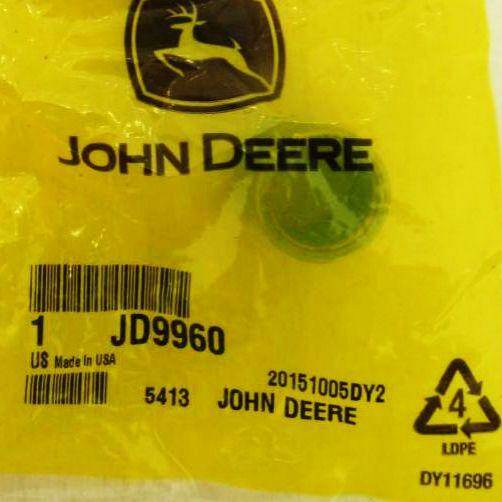 JOHN DEERE
1 JD9960
US Made In USA
20151005DY2
5413 JOHN DEERE
4
LDPE
DY11696